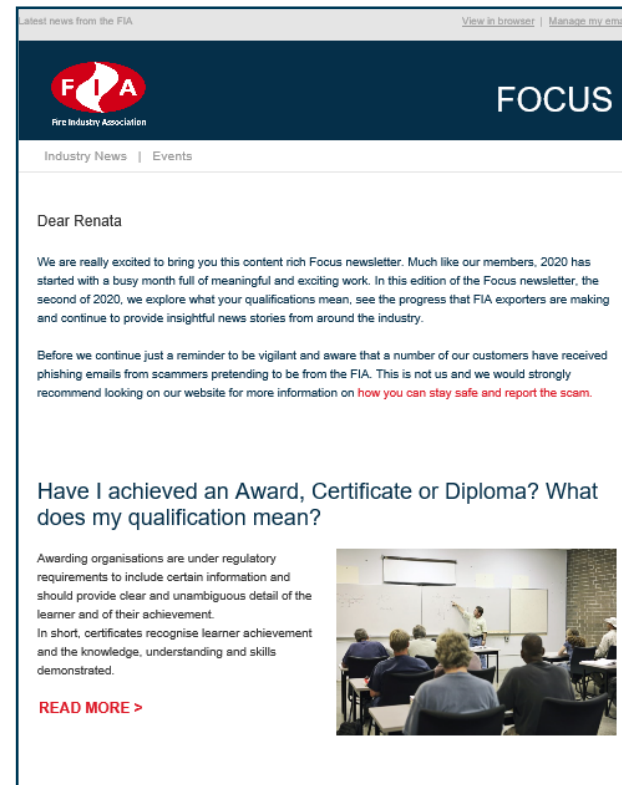 Latest news from the FIA
View in browser | Manage my ema
FIA
Fire Industry Association
FOCUS
Industry News | Events
Dear Renata
We are really excited to bring you this content rich Focus newsletter. Much like our members, 2020 has
started with a busy month full of meaningful and exciting work. In this edition of the Focus newsletter, the
second of 2020, we explore what your qualifications mean, see the progress that FIA exporters are making
and continue to provide insightful news stories from around the industry.
Before we continue just a reminder to be vigilant and aware that a number of our customers have received
phishing emails from scammers pretending to be from the FIA. This is not us and we would strongly
recommend looking on our website for more information on how you can stay safe and report the scam.
Have I achieved an Award, Certificate or Diploma? What
does my qualification mean?
Awarding organisations are under regulatory
requirements to include certain information and
should provide clear and unambiguous detail of the
learner and of their achievement.
In short, certificates recognise learner achievement
and the knowledge, understanding and skills
demonstrated.
READ MORE >